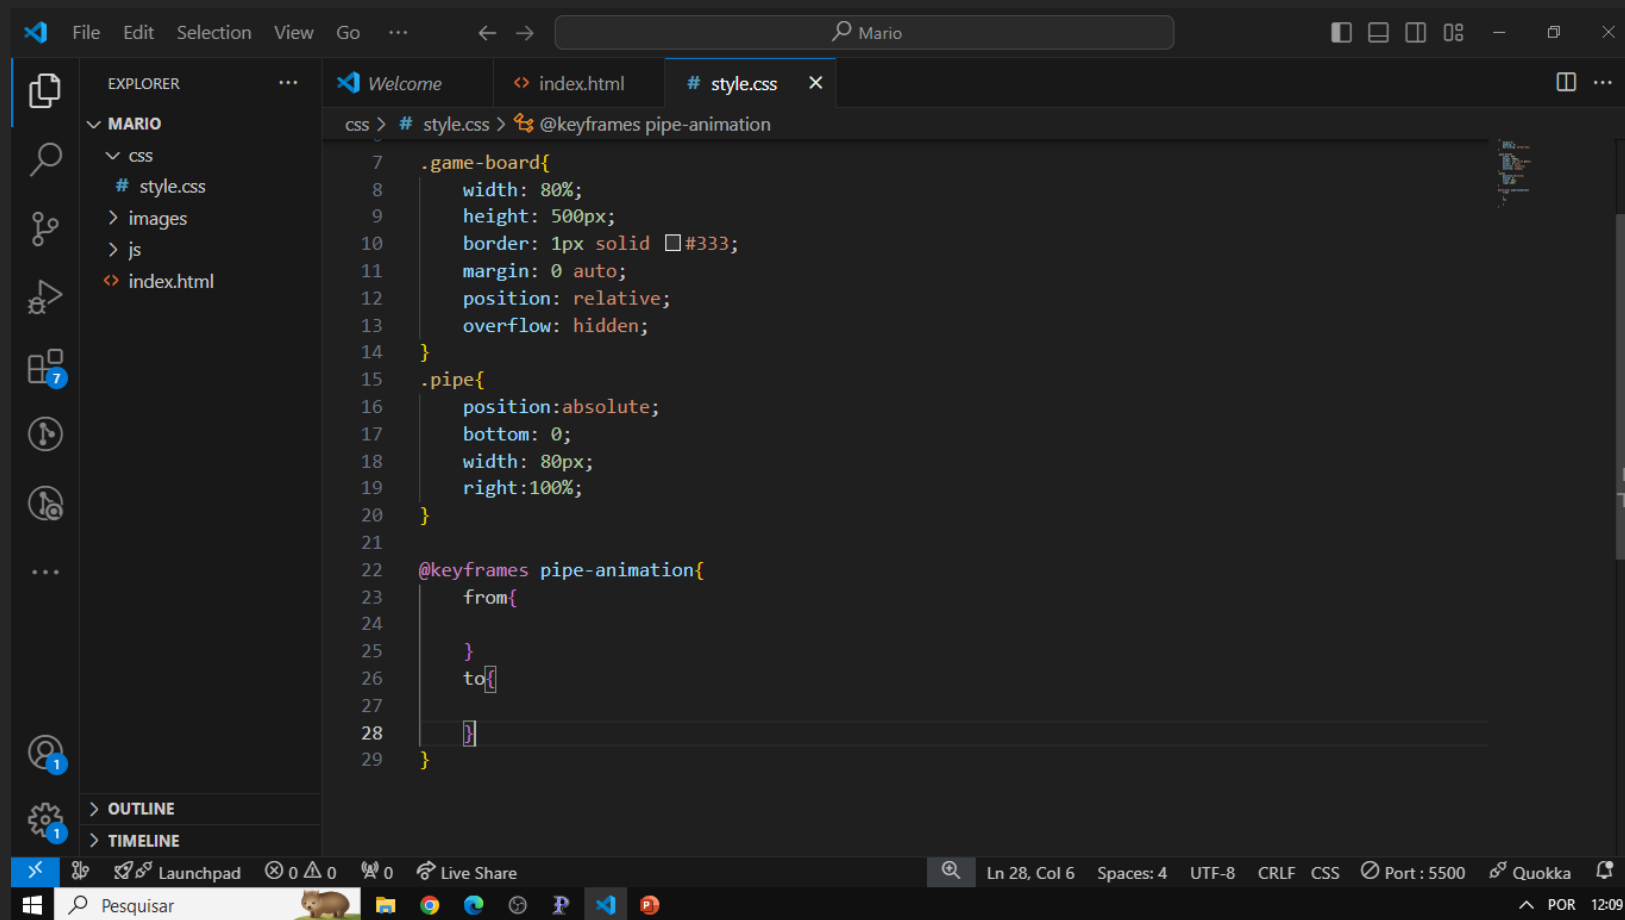 File Edit Selection View Go ··· Mario
EXPLORER ···
Welcome
index.html
style.css
css > # style.css > @keyframes pipe-animation
MARIO
css
# style.css
images
js
index.html
7 .game-board{
8 width: 80%;
9 height: 500px;
10 border: 1px solid #333;
11 margin: 0 auto;
12 position: relative;
13 overflow: hidden;
14 }
15 .pipe{
16 position:absolute;
17 bottom: 0;
18 width: 80px;
19 right:100%;
20 }
21
22 @keyframes pipe-animation{
23 from{
24
25 }
26 to{
27
28 }
29 }
7
1
1
OUTLINE
TIMELINE
Launchpad 0 0 0 Live Share Ln 28, Col 6 Spaces: 4 UTF-8 CRLF CSS Port : 5500 Quokka
Pesquisar POR 12:09